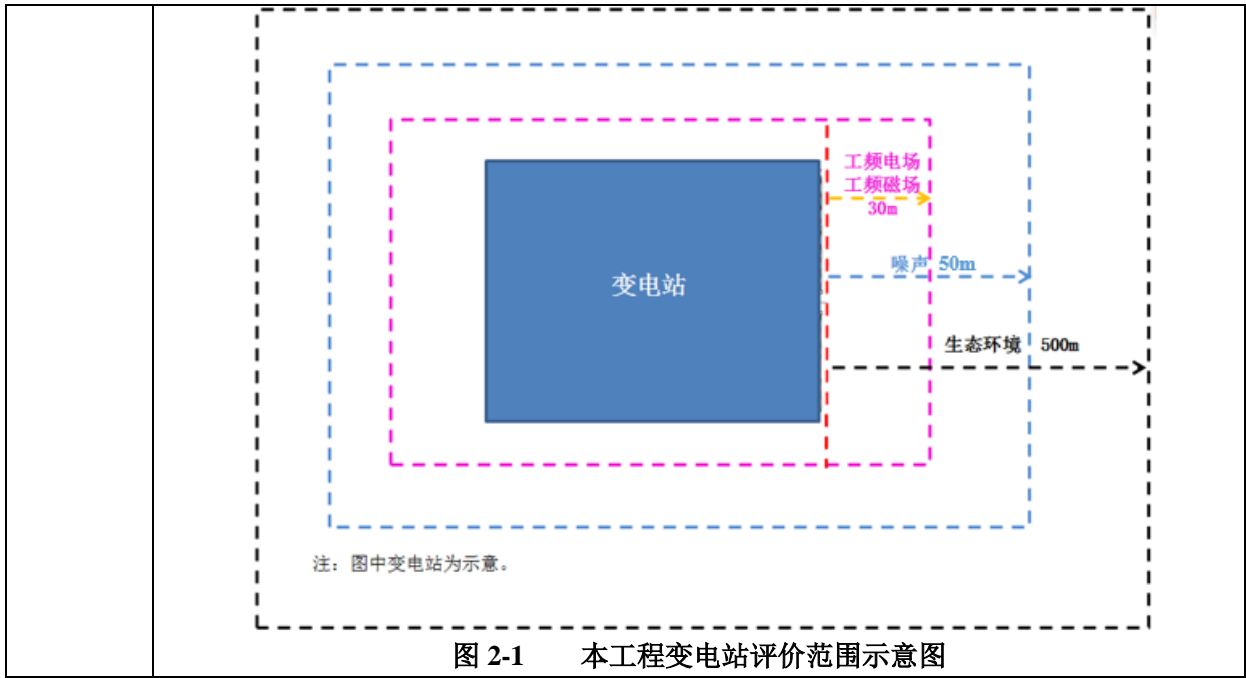 工频电场
工频磁场
30m
噪声 50m
变电站
生态环境 500m
注：图中变电站为示意。
图 2-1 本工程变电站评价范围示意图